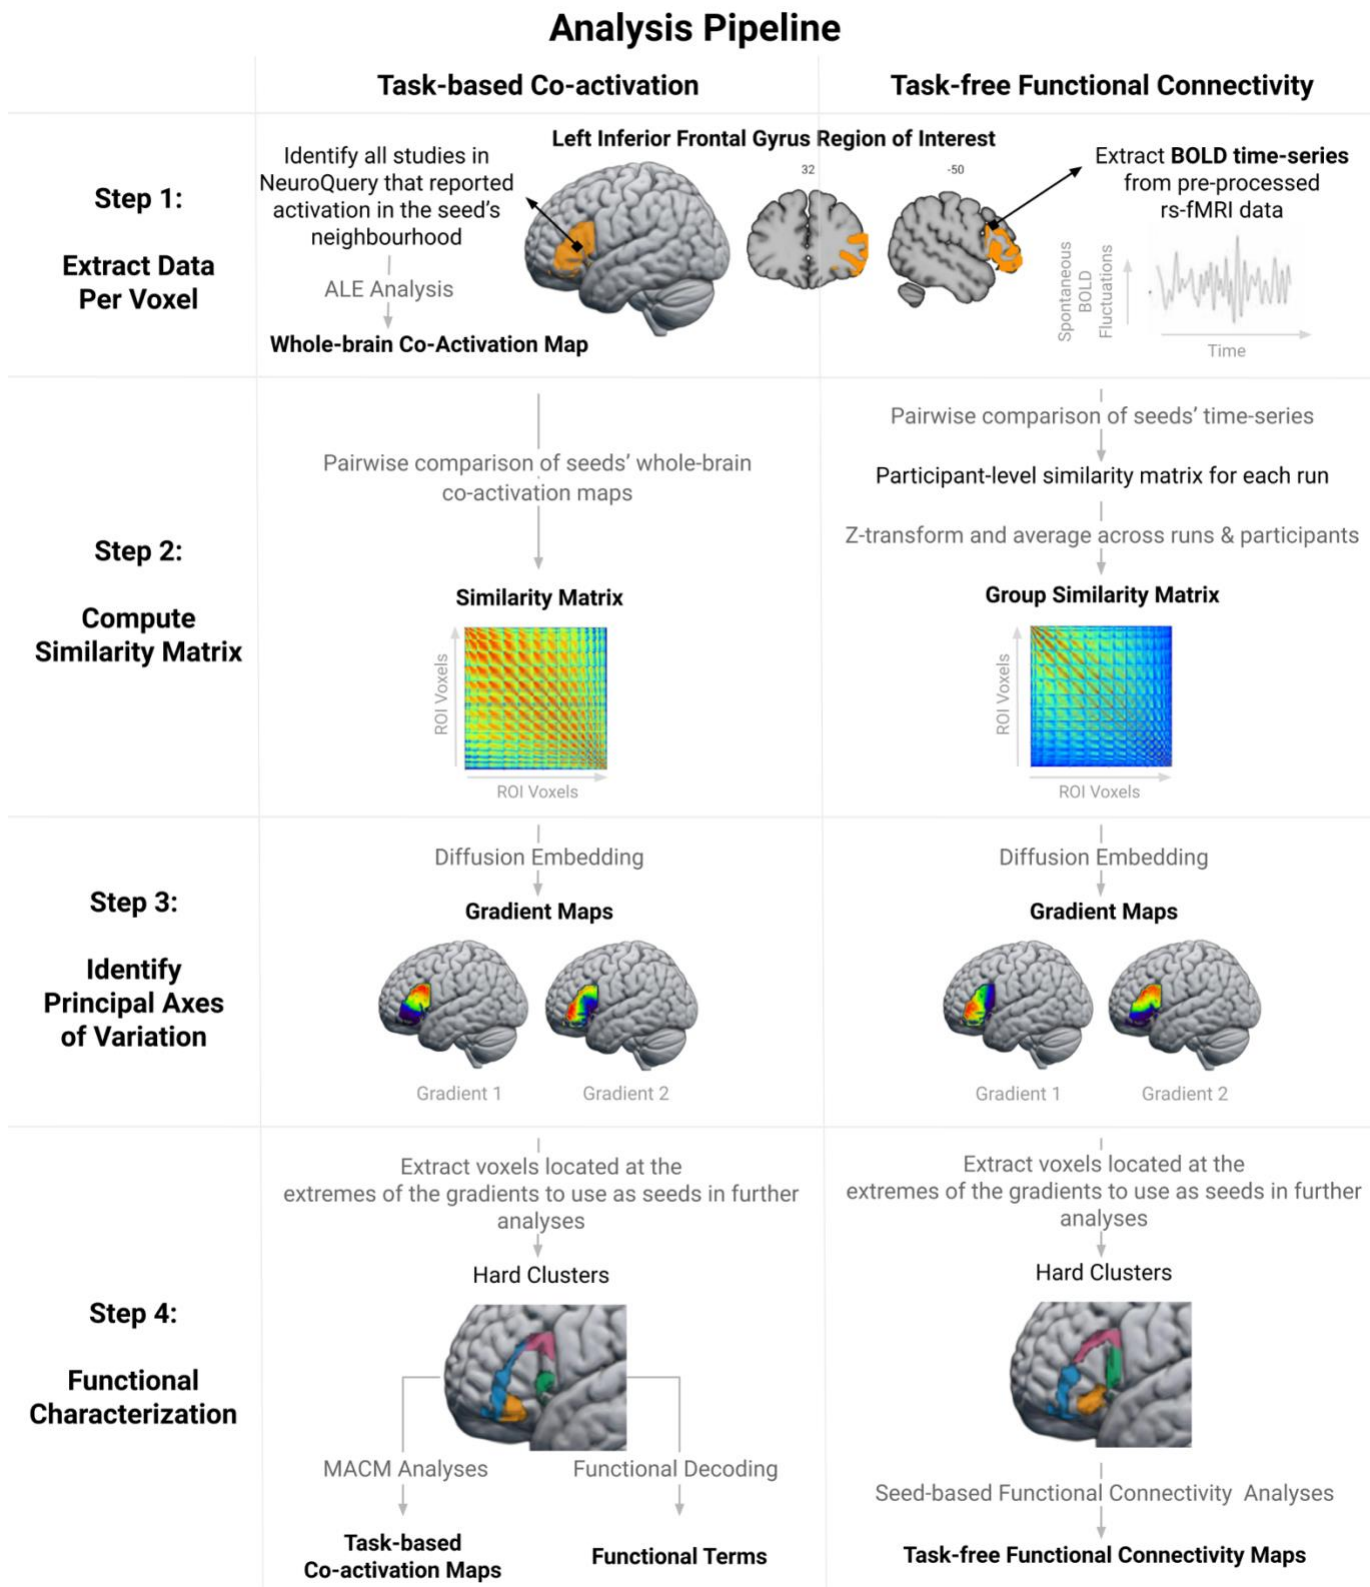 Analysis Pipeline
Task-based Co-activation
Task-free Functional Connectivity
Step 1:
Extract Data
Per Voxel
Identify all studies in
NeuroQuery that reported
activation in the seed's
neighbourhood
ALE Analysis
Whole-brain Co-Activation Map
Left Inferior Frontal Gyrus Region of Interest
32
-50
Extract BOLD time-series
from pre-processed
rs-fMRI data
Spontaneous
BOLD
Fluctuations
Time
Step 2:
Compute
Similarity Matrix
Pairwise comparison of seeds' whole-brain
co-activation maps
Similarity Matrix
ROI Voxels
ROI Voxels
Pairwise comparison of seeds' time-series
Participant-level similarity matrix for each run
Z-transform and average across runs & participants
Group Similarity Matrix
ROI Voxels
ROI Voxels
Step 3:
Identify
Principal Axes
of Variation
Diffusion Embedding
Gradient Maps
Gradient 1
Gradient 2
Diffusion Embedding
Gradient Maps
Gradient 1
Gradient 2
Step 4:
Functional
Characterization
Extract voxels located at the
extremes of the gradients to use as seeds in further
analyses
Hard Clusters
MACM Analyses
Functional Decoding
Task-based
Co-activation Maps
Functional Terms
Extract voxels located at the
extremes of the gradients to use as seeds in further
analyses
Hard Clusters
Seed-based Functional Connectivity Analyses
Task-free Functional Connectivity Maps